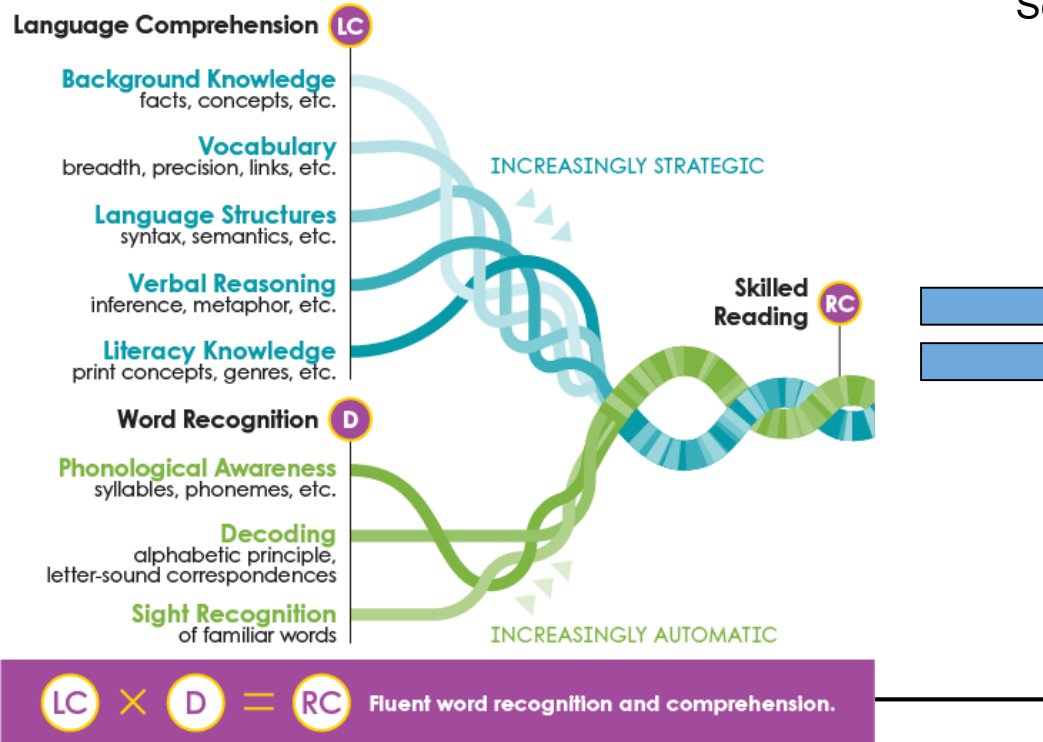 Language Comprehension LC
Background Knowledge
facts, concepts, etc.
Vocabulary
breadth, precision, links, etc.
Language Structures
syntax, semantics, etc.
Verbal Reasoning
inference, metaphor, etc.
Literacy Knowledge
print concepts, genres, etc.
INCREASINGLY STRATEGIC
Skilled
Reading
RC
Word Recognition D
Phonological Awareness
syllables, phonemes, etc.
Decoding
alphabetic principle,
letter-sound correspondences
Sight Recognition
of familiar words
INCREASINGLY AUTOMATIC
LC × D = RC Fluent word recognition and comprehension.